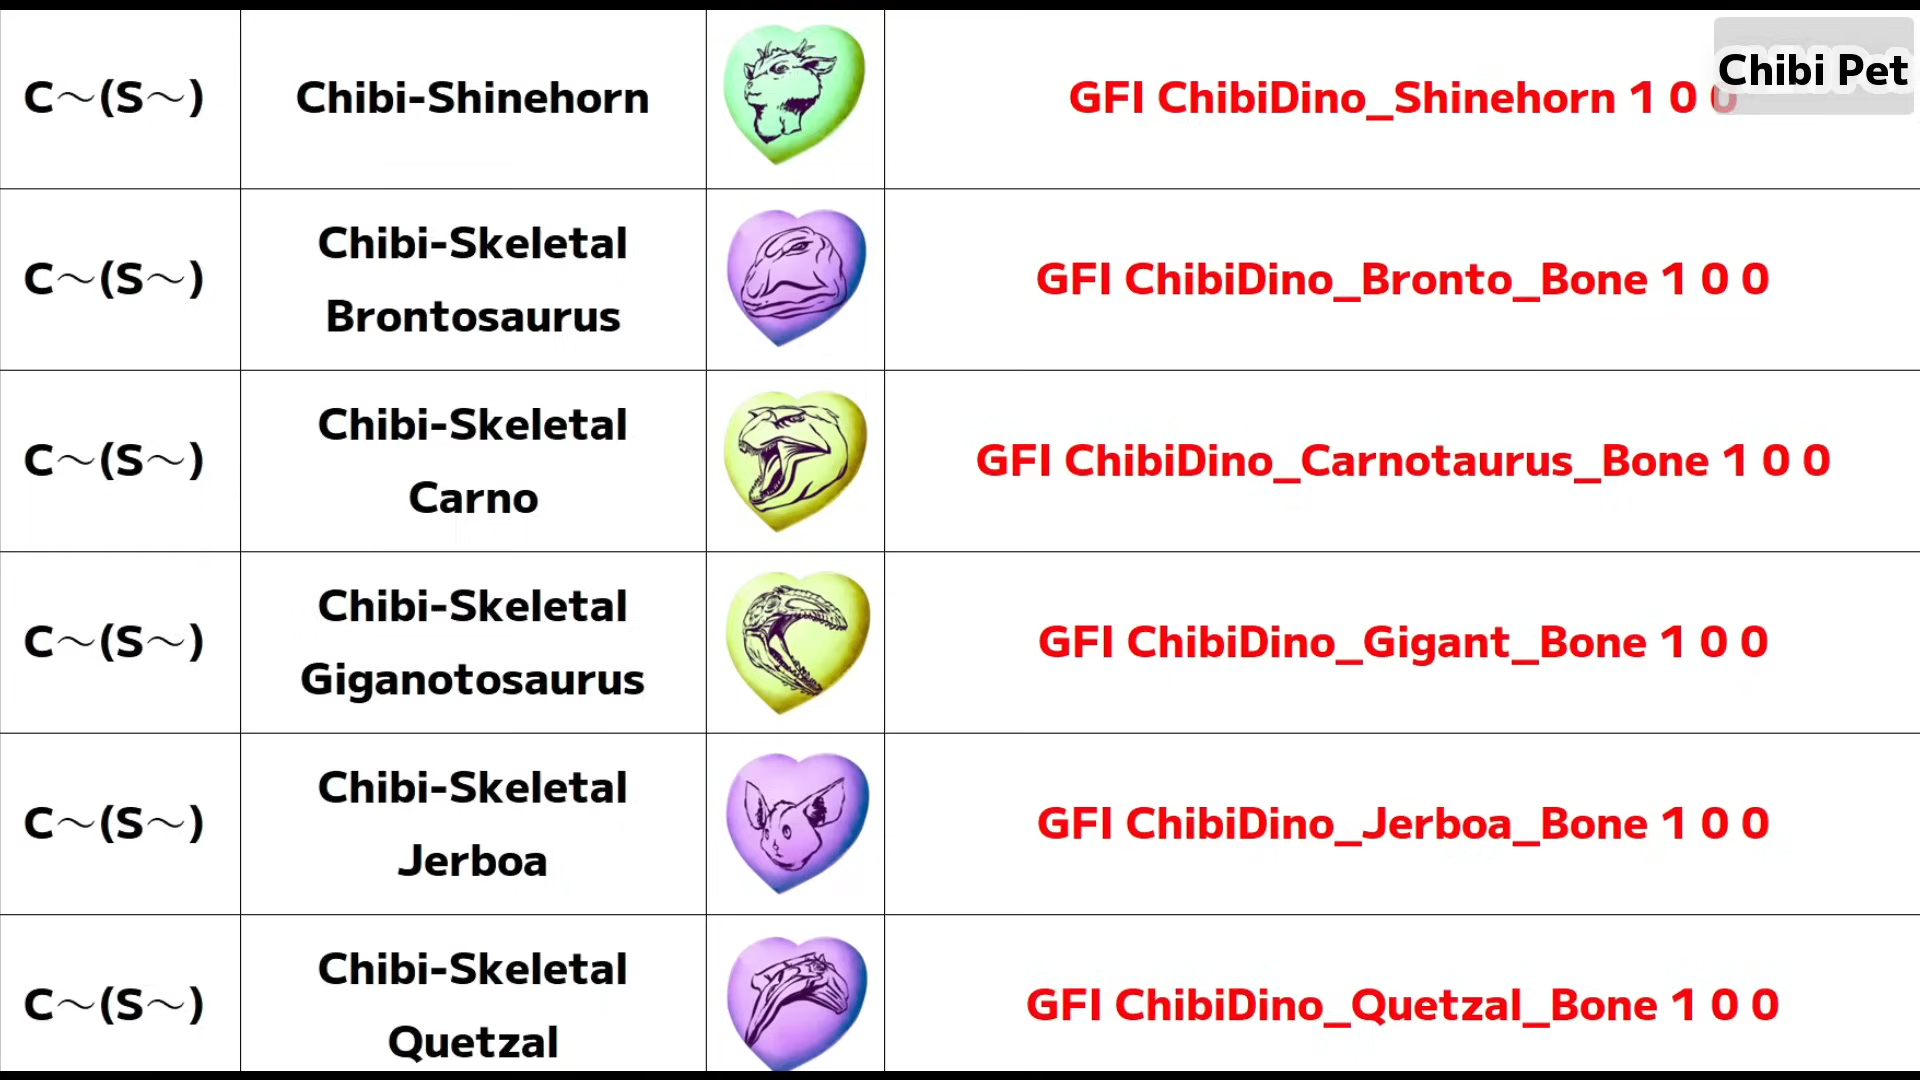 C～(S～) Chibi-Shinehorn GFI ChibiDino_Shinehorn 1 0 0
Chibi Pet
C～(S～) Chibi-Skeletal
Brontosaurus GFI ChibiDino_Bronto_Bone 1 0 0
C～(S～) Chibi-Skeletal
Carno GFI ChibiDino_Carnotaurus_Bone 1 0 0
C～(S～) Chibi-Skeletal
Giganotosaurus GFI ChibiDino_Gigant_Bone 1 0 0
C～(S～) Chibi-Skeletal
Jerboa GFI ChibiDino_Jerboa_Bone 1 0 0
C～(S～) Chibi-Skeletal
Quetzal GFI ChibiDino_Quetzal_Bone 1 0 0